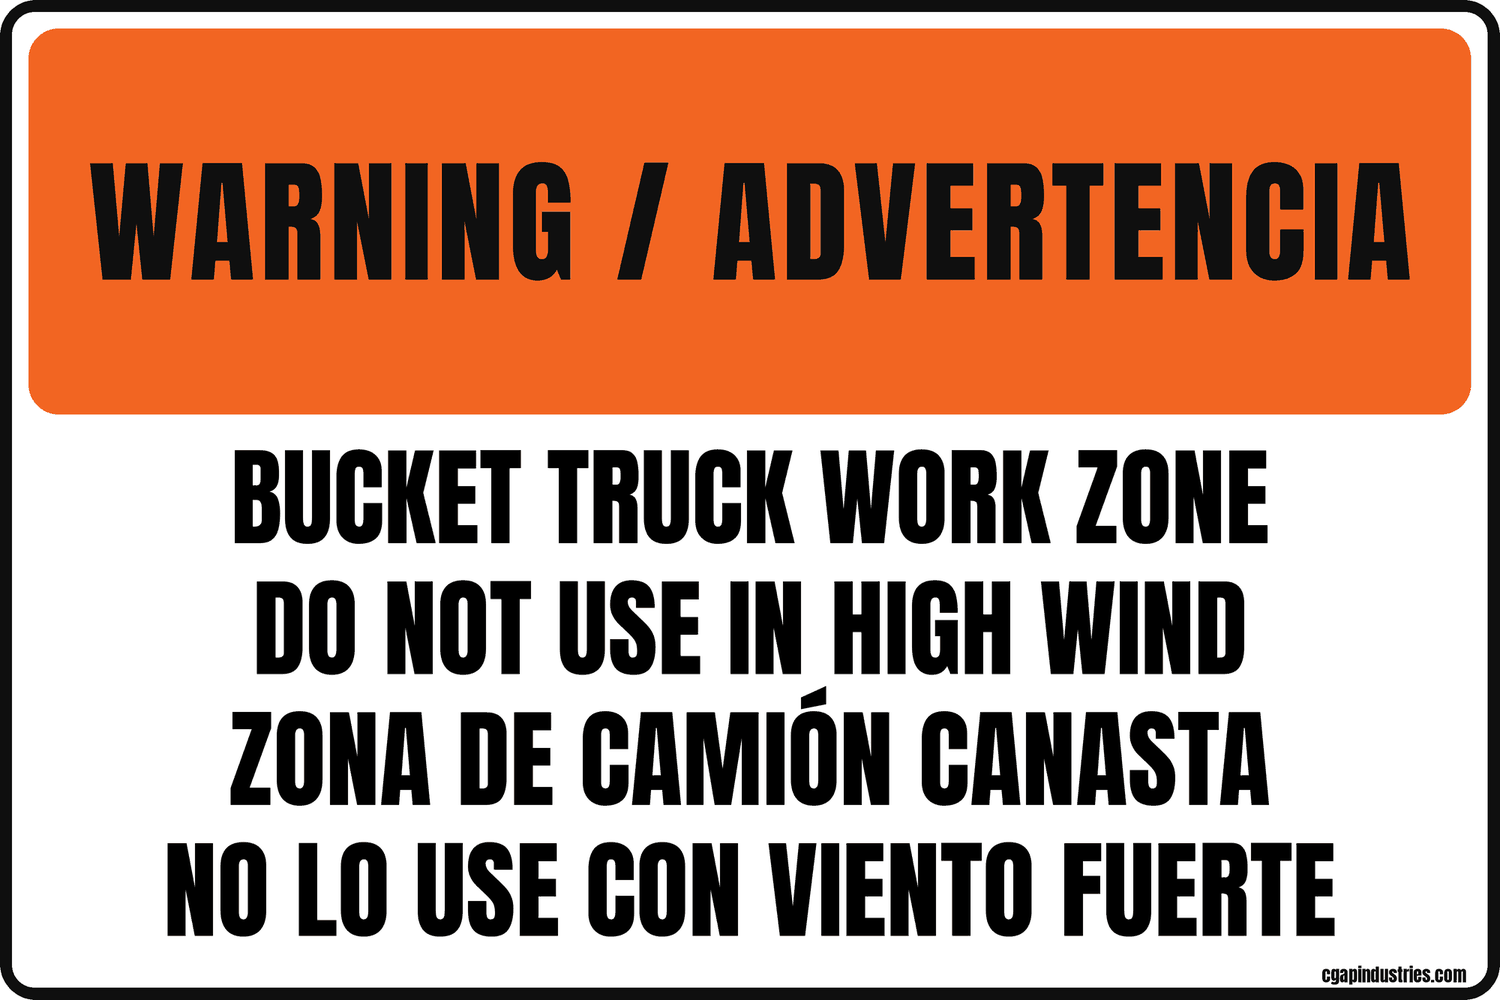 WARNING / ADVERTENCIA
BUCKET TRUCK WORK ZONE
DO NOT USE IN HIGH WIND
ZONA DE CAMIÓN CANASTA
NO LO USE CON VIENTO FUERTE
cgapindustries.com